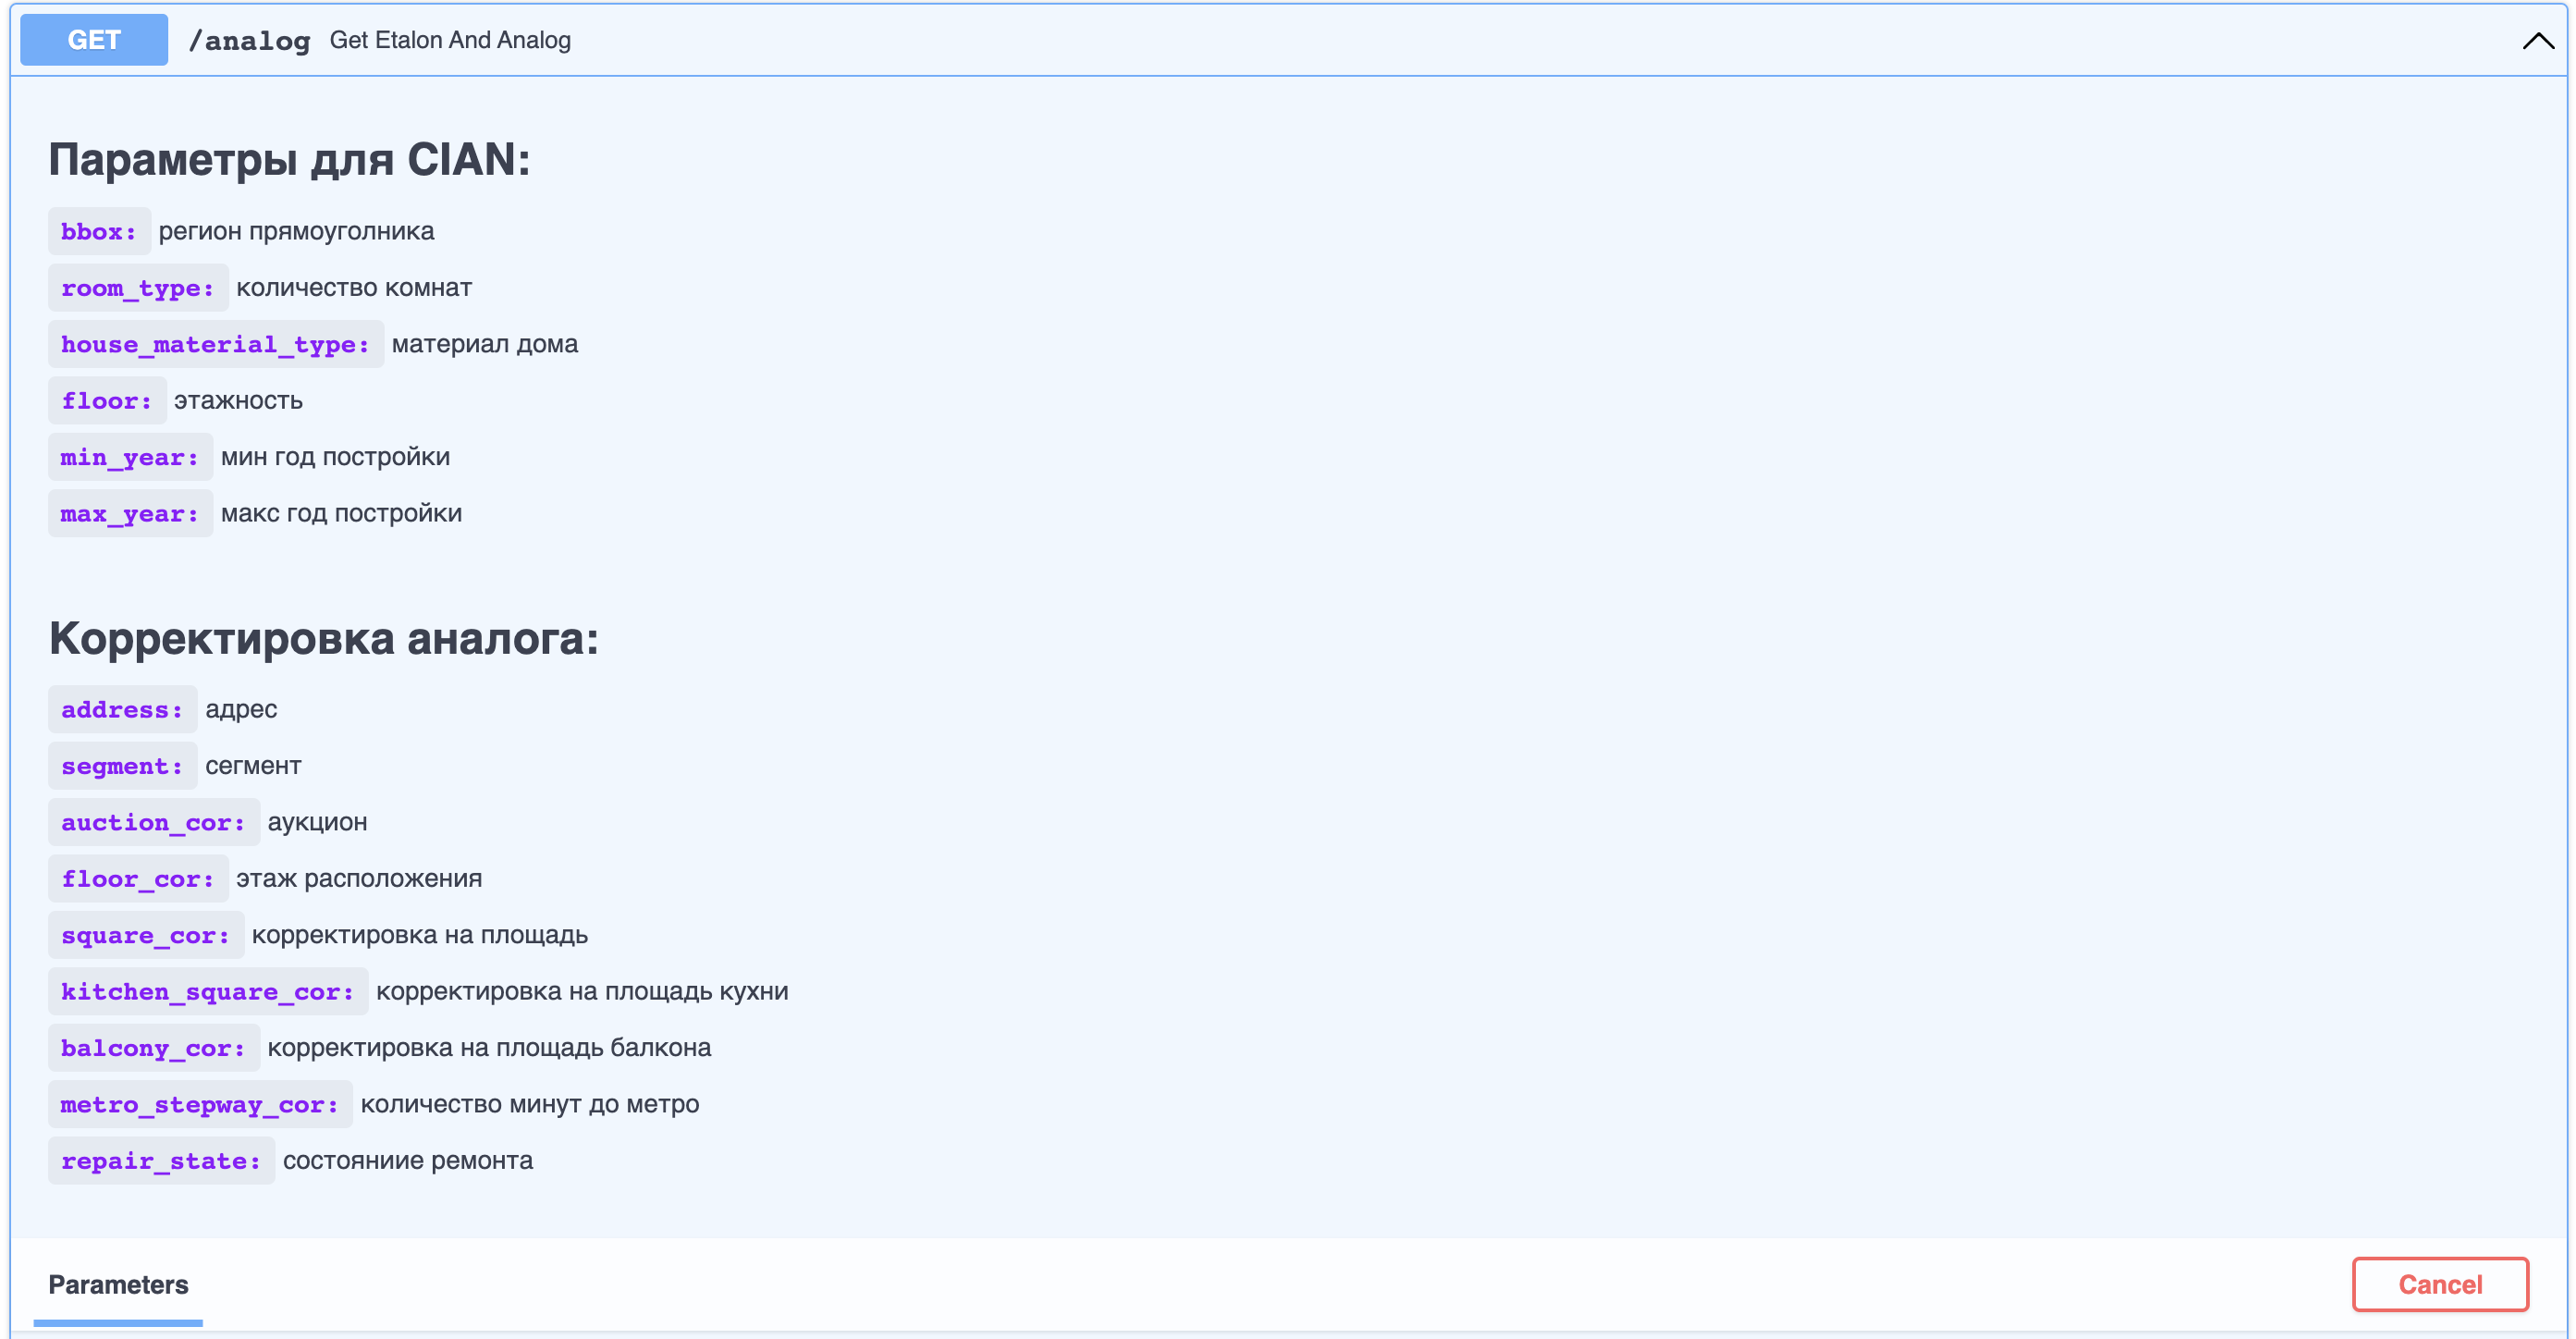 GET /analog Get Etalon And Analog
Параметры для CIAN:
bbox: регион прямоуголника
room_type: количество комнат
house_material_type: материал дома
floor: этажность
min_year: мин год постройки
max_year: макс год постройки
Корректировка аналога:
address: адрес
segment: сегмент
auction_cor: аукцион
floor_cor: этаж расположения
square_cor: корректировка на площадь
kitchen_square_cor: корректировка на площадь кухни
balcony_cor: корректировка на площадь балкона
metro_stepway_cor: количество минут до метро
repair_state: состояниие ремонта
Parameters Cancel